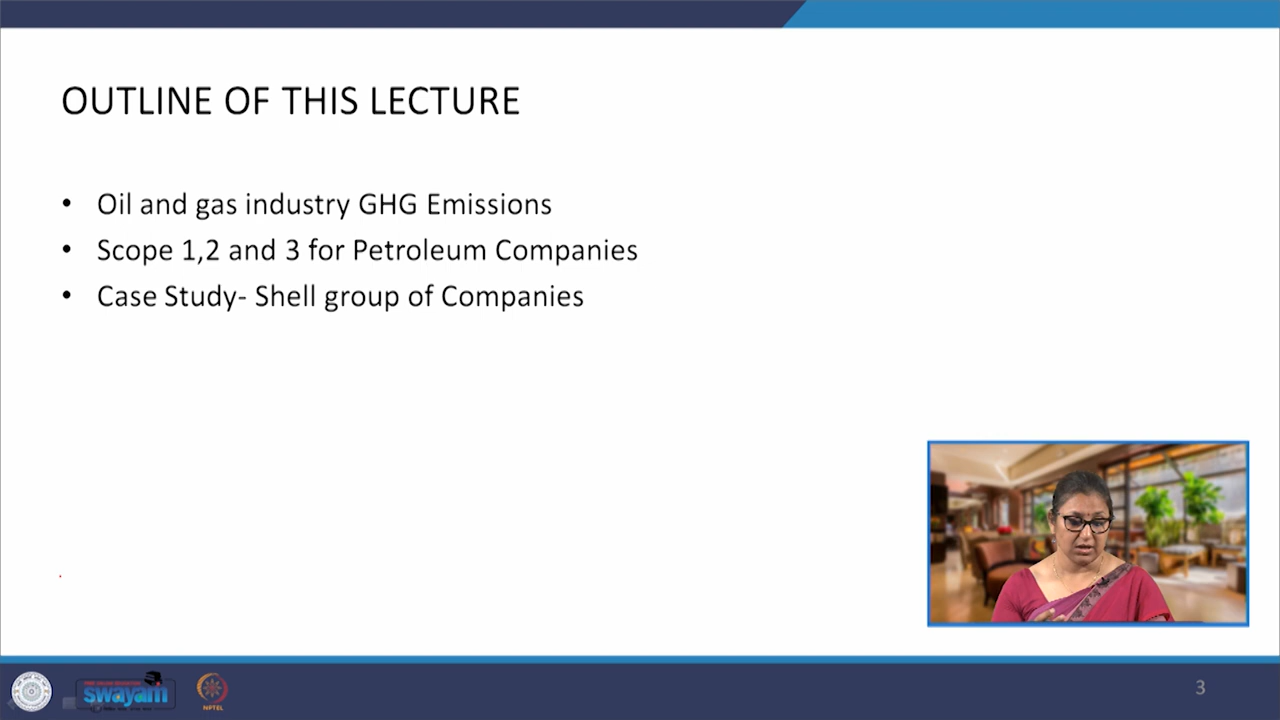 OUTLINE OF THIS LECTURE
• Oil and gas industry GHG Emissions
• Scope 1,2 and 3 for Petroleum Companies
• Case Study- Shell group of Companies
swayam
NPTEL
3